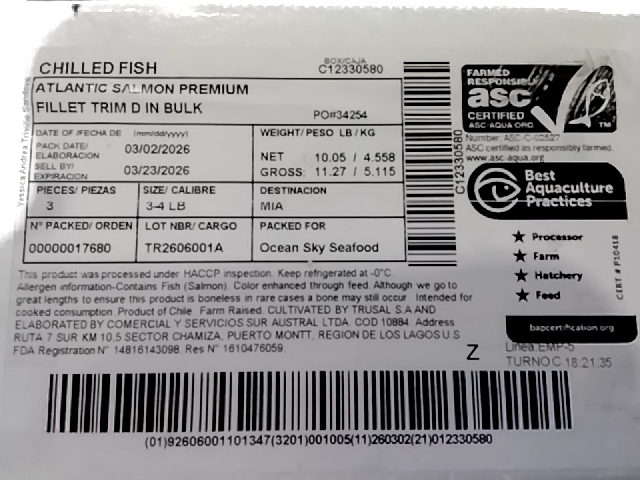 CHILLED FISH
BOX/CAJA
C12330580
ATLANTIC SALMON PREMIUM
FILLET TRIM D IN BULK
PO#34254
DATE OF /FECHA DE (mm/dd/yyyy)
PACK DATE/
ELABORACION
03/02/2026
SELL BY/
EXPIRACION
03/23/2026
WEIGHT/ PESO LB / KG
NET : 10.05 / 4.558
GROSS: 11.27 / 5.115
PIECES/ PIEZAS
3
SIZE/ CALIBRE
3-4 LB
DESTINACION
MIA
N° PACKED/ ORDEN
00000017680
LOT NBR/ CARGO
TR2606001A
PACKED FOR
Ocean Sky Seafood
C12330580
FARMED
RESPONSIBLY
asc
CERTIFIED
ASC-AQUA.ORG
TM
Number: ASC-C-02527
ASC certified as responsibly farmed.
www.asc-aqua.org
Best
Aquaculture
Practices
Processor
Farm
Hatchery
Feed
CERT # P10418
bapcertification.org
Linea:EMP-5
TURNO C 18:21:35
Z
This product was processed under HACCP inspection. Keep refrigerated at -0°C.
Allergen information-Contains Fish (Salmon). Color enhanced through feed. Although we go to
great lengths to ensure this product is boneless in rare cases a bone may still occur. Intended for
cooked consumption. Product of Chile. Farm Raised. CULTIVATED BY TRUSAL S.A AND
ELABORATED BY COMERCIAL Y SERVICIOS SUR AUSTRAL LTDA. COD 10884. Address
RUTA 7 SUR KM 10,5 SECTOR CHAMIZA, PUERTO MONTT, REGION DE LOS LAGOS U.S
FDA Registration N° 14816143098. Res N° 1610476059.
(01)92606001101347(3201)001005(11)260302(21)012330580